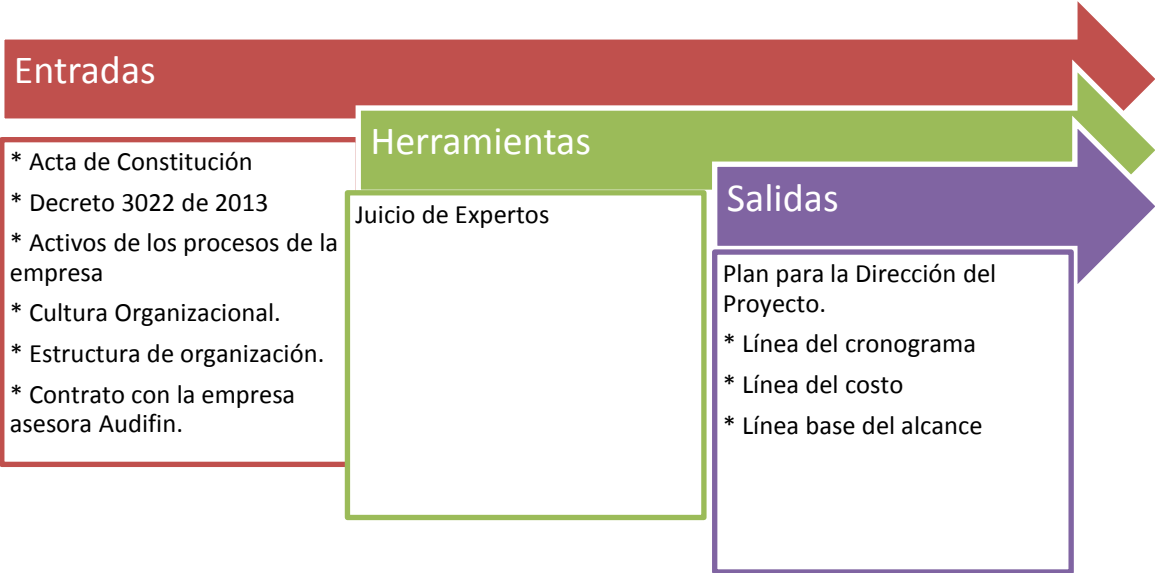 Entradas
* Acta de Constitución
* Decreto 3022 de 2013
* Activos de los procesos de la
empresa
* Cultura Organizacional.
* Estructura de organización.
* Contrato con la empresa
asesora Audifin.
Herramientas
Juicio de Expertos
Salidas
Plan para la Dirección del
Proyecto.
* Línea del cronograma
* Línea del costo
* Línea base del alcance